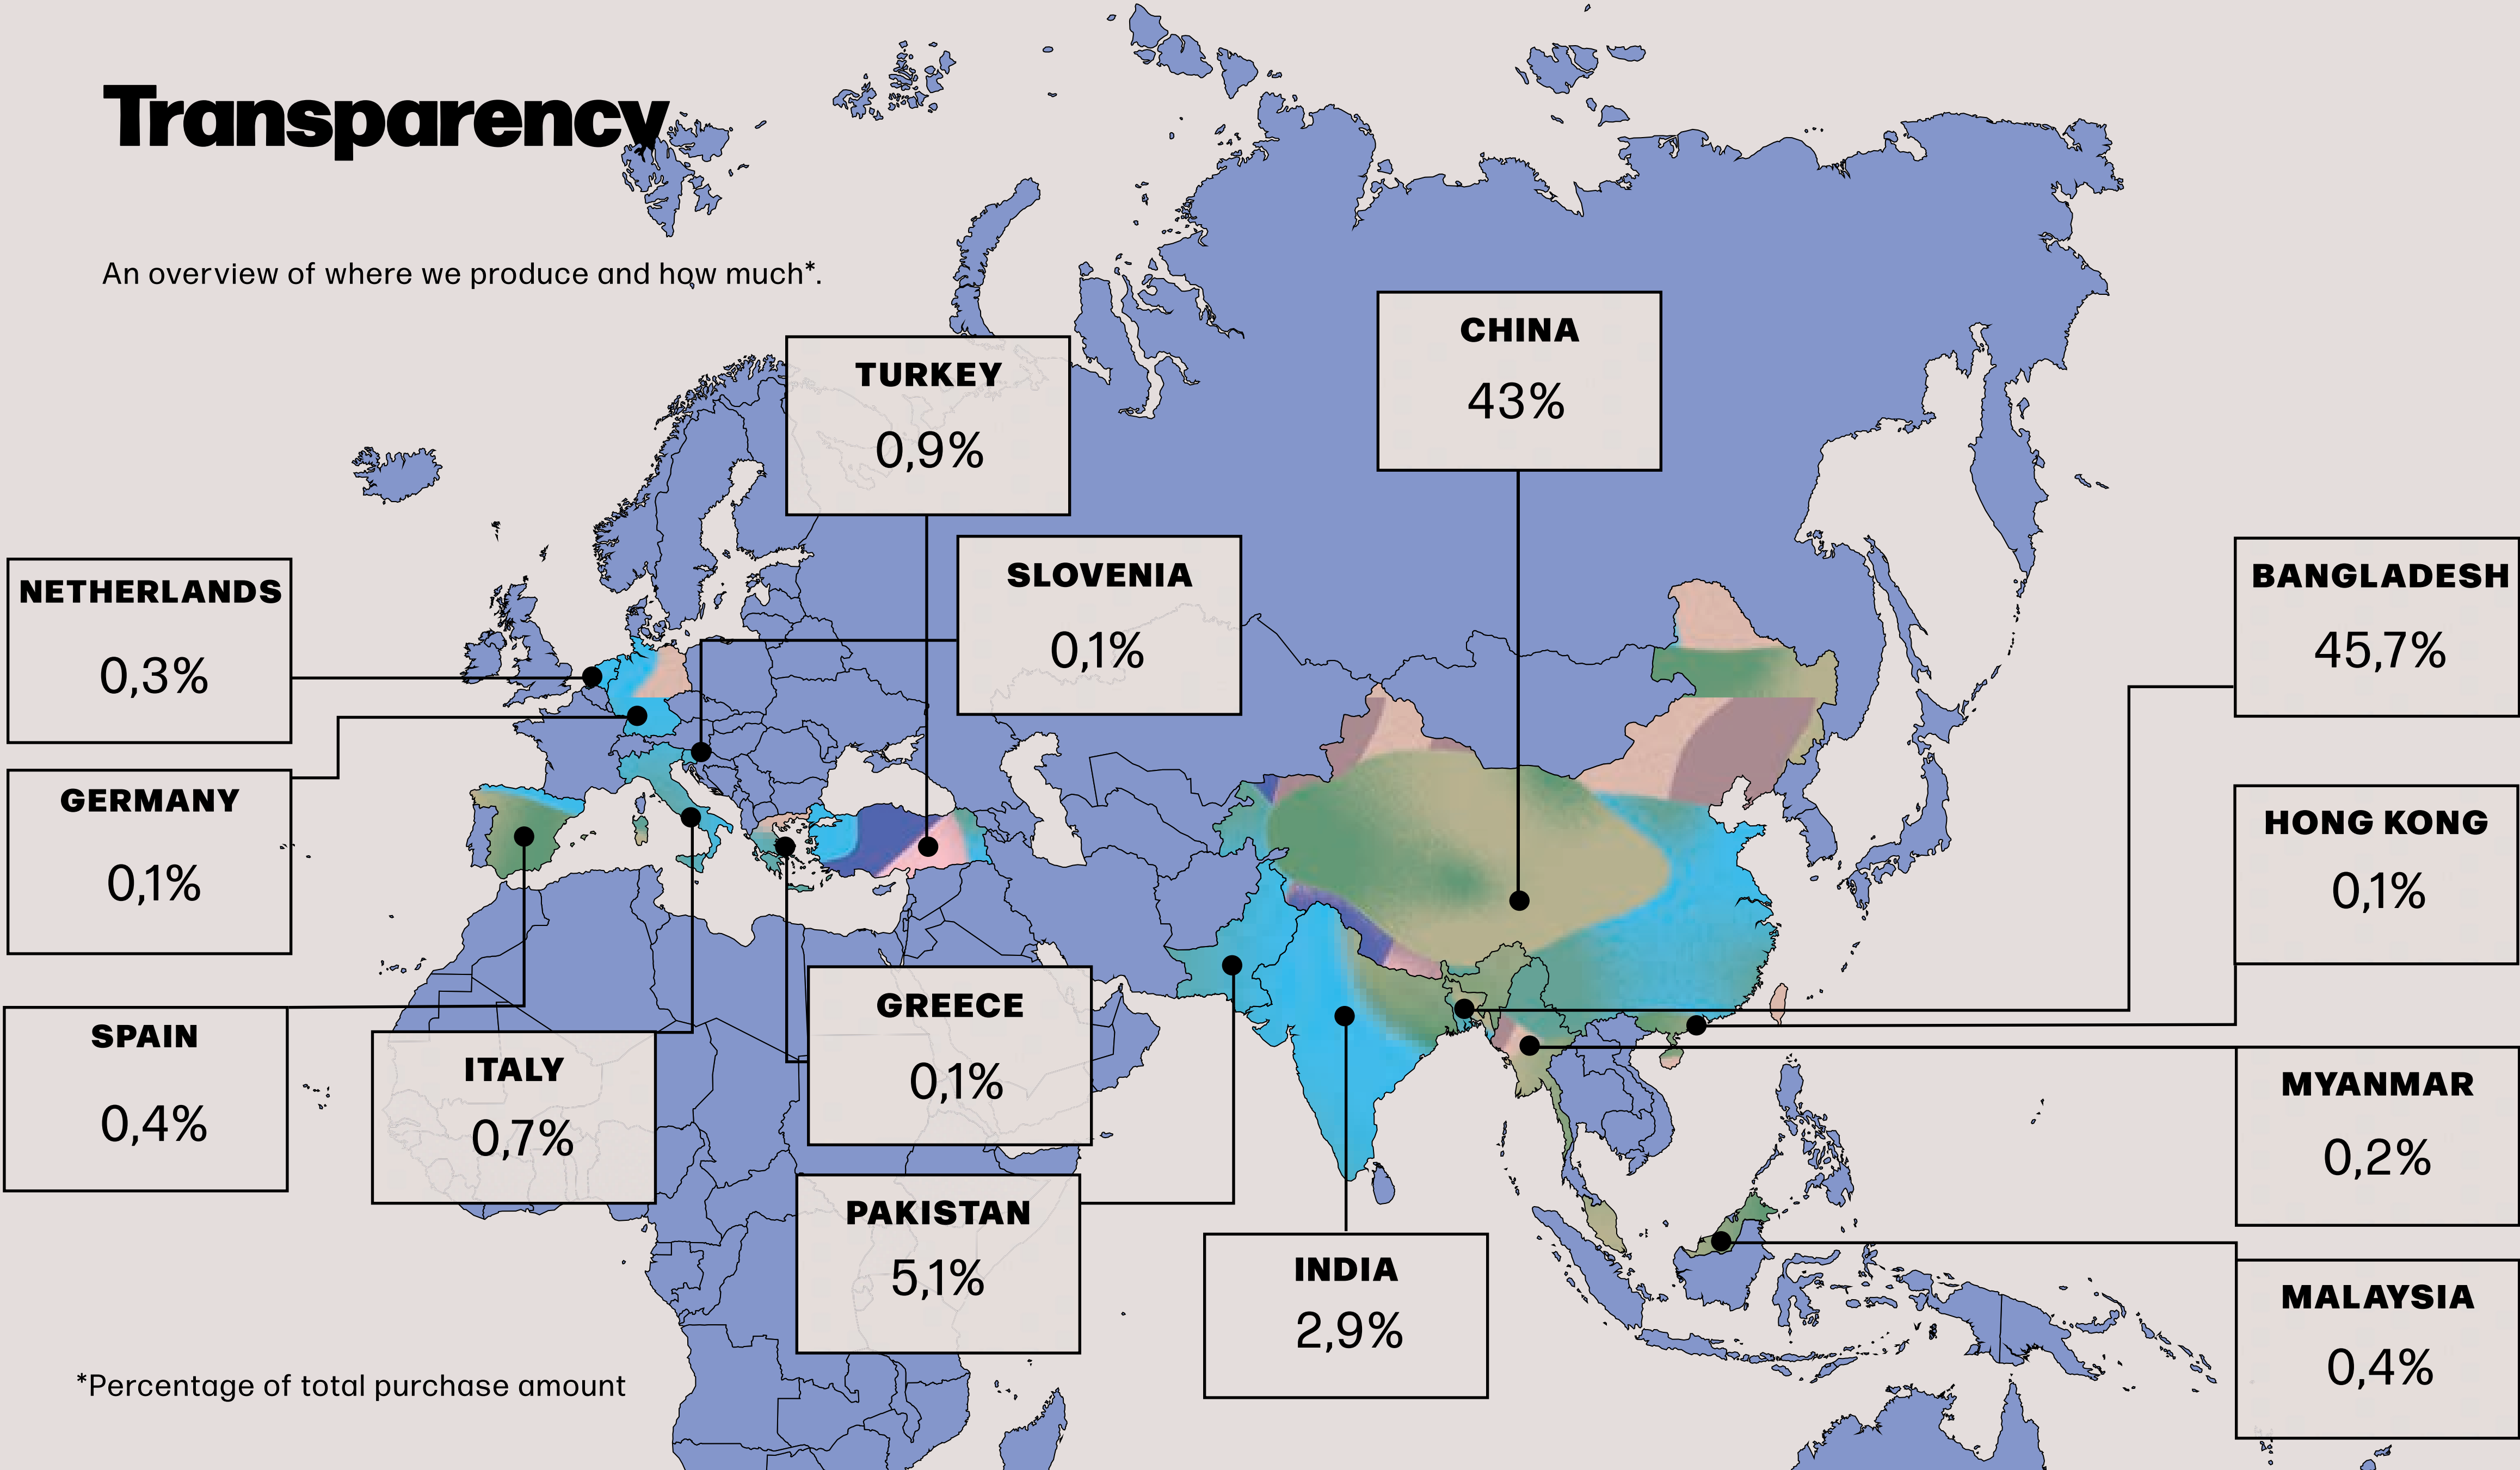 Transparency
An overview of where we produce and how much*.
TURKEY
0,9%
CHINA
43%
SLOVENIA
0,1%
NETHERLANDS
0,3%
BANGLADESH
45,7%
GERMANY
0,1%
HONG KONG
0,1%
SPAIN
0,4%
ITALY
0,7%
GREECE
0,1%
MYANMAR
0,2%
PAKISTAN
5,1%
INDIA
2,9%
MALAYSIA
0,4%
*Percentage of total purchase amount